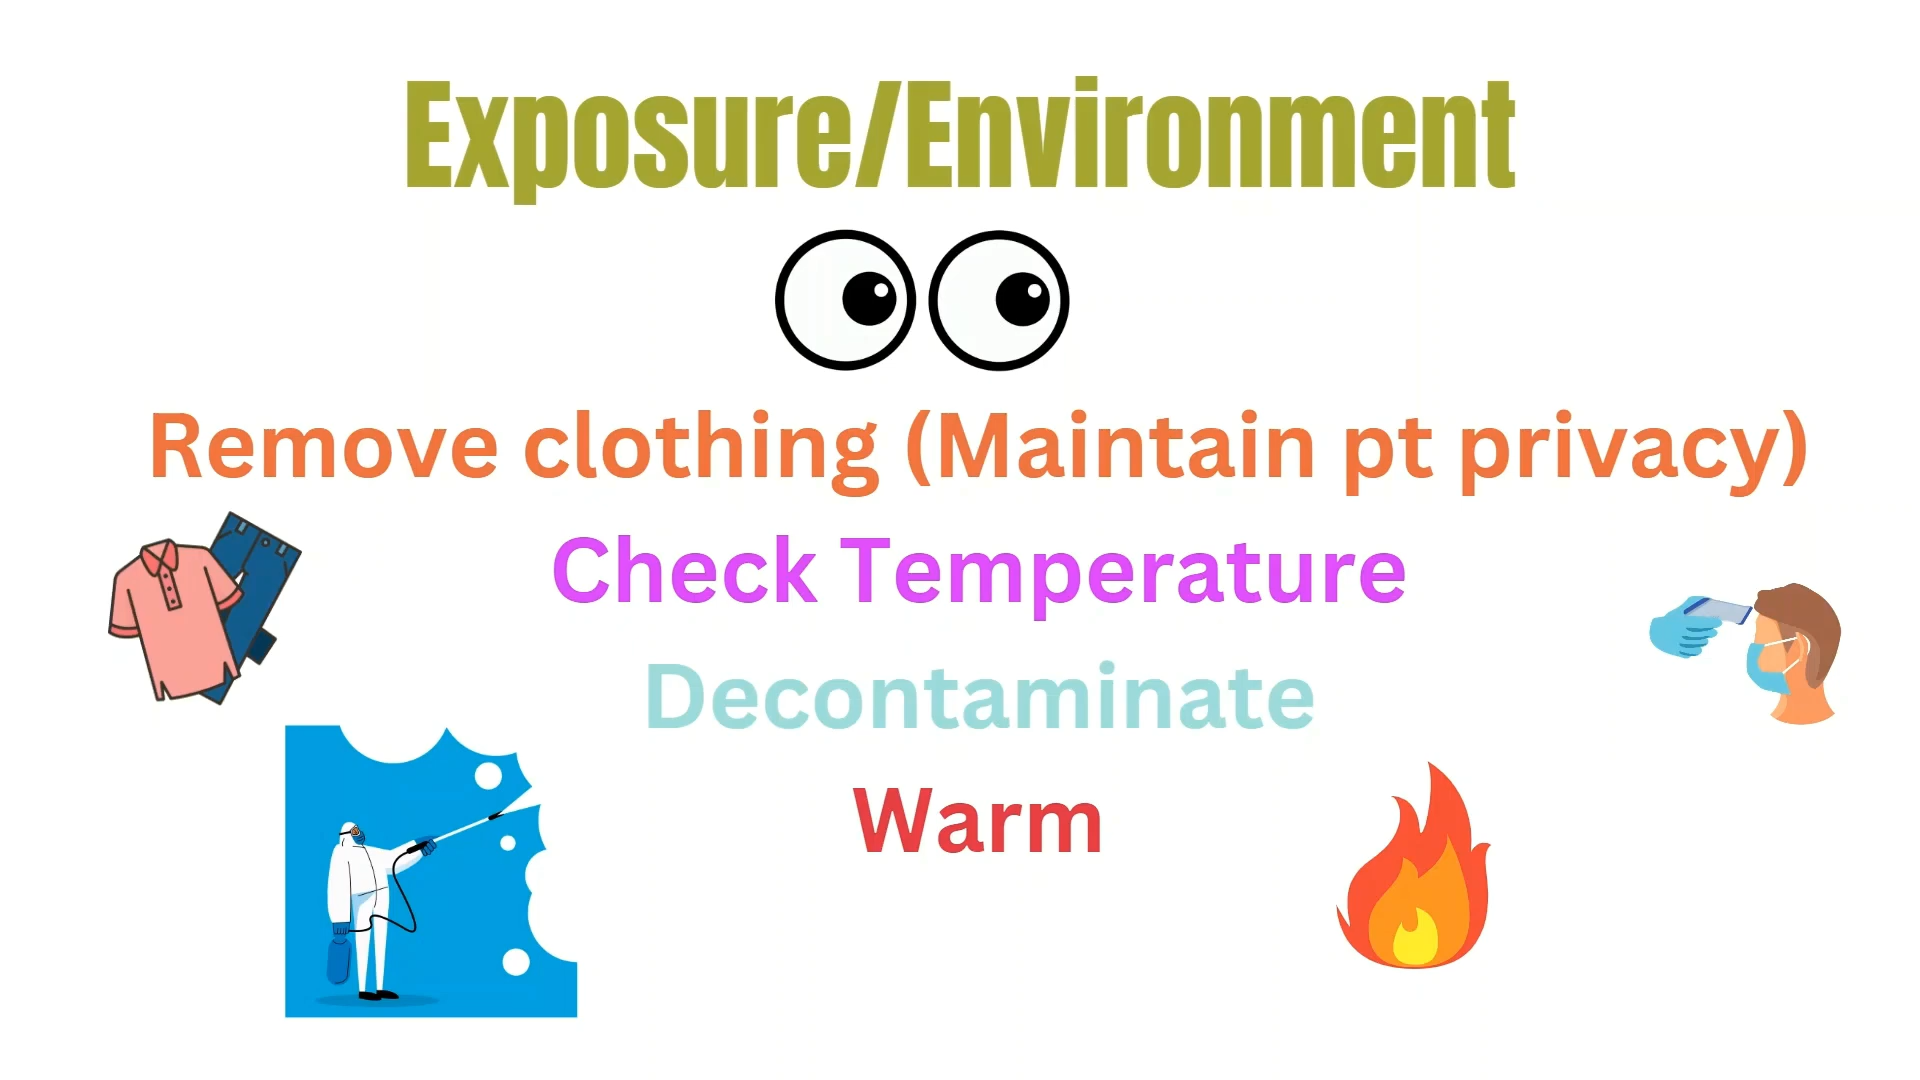 Exposure/Environment
Remove clothing (Maintain pt privacy)
Check Temperature
Decontaminate
Warm